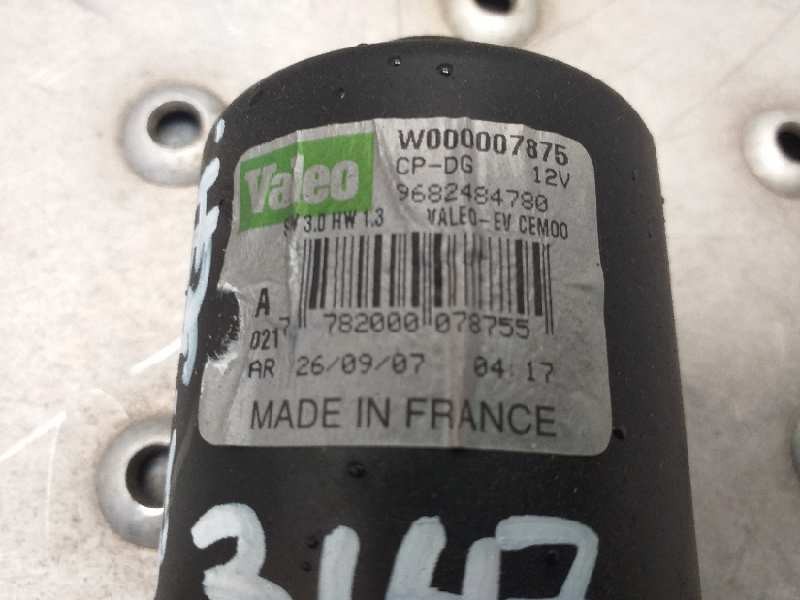 Valeo
W000007875
CP-DG 12V
9682484780
SW 3.0 HW 1.3 VALEO-EV CEM00
A
021
7 782000 078755
AR 26/09/07 04:17
MADE IN FRANCE
3147